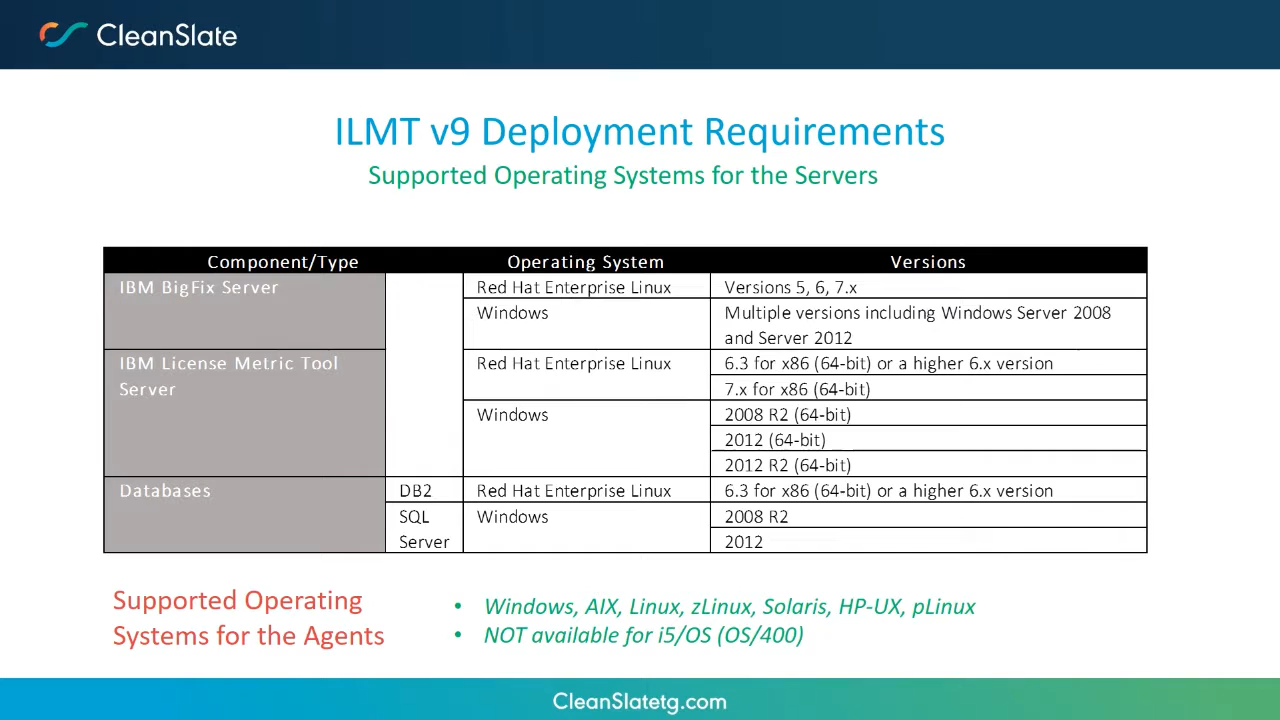 CleanSlate
ILMT v9 Deployment Requirements
Supported Operating Systems for the Servers
Component/Type Operating System Versions
IBM BigFix Server Red Hat Enterprise Linux Versions 5, 6, 7.x
Windows Multiple versions including Windows Server 2008
and Server 2012
IBM License Metric Tool Red Hat Enterprise Linux 6.3 for x86 (64-bit) or a higher 6.x version
Server 7.x for x86 (64-bit)
Windows 2008 R2 (64-bit)
2012 (64-bit)
2012 R2 (64-bit)
Databases DB2 Red Hat Enterprise Linux 6.3 for x86 (64-bit) or a higher 6.x version
SQL Windows 2008 R2
Server 2012
Supported Operating
Systems for the Agents
• Windows, AIX, Linux, zLinux, Solaris, HP-UX, pLinux
• NOT available for i5/OS (OS/400)
CleanSlatetg.com